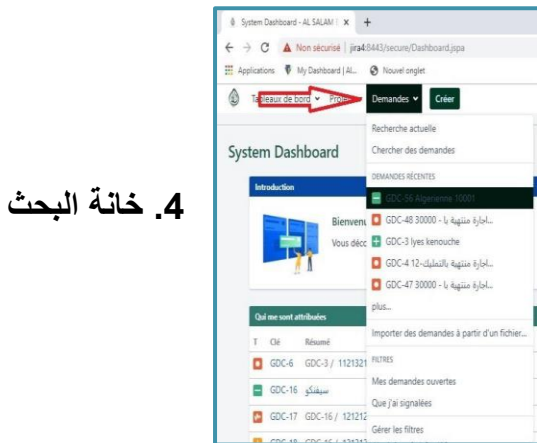 4. خانة البحث
System Dashboard - AL SALAM
Non sécurisé | jira4:8443/secure/Dashboard.jspa
Applications My Dashboard | AL... Nouvel onglet
Tableaux de bord Demandes Créer
Recherche actuelle
Chercher des demandes
System Dashboard
DEMANDES RÉCENTES
Introduction
GDC-56 Algerienne 10001
GDC-48 30000 - اجارة منتهية با...
Vous déc
GDC-3 lyes kenouche
GDC-4 12-اجارة منتهية بالتمليك...
GDC-47 30000 - اجارة منتهية با...
plus...
Qui me sont attribuées
Importer des demandes à partir d'un fichier...
T Clé Résumé
FILTRES
GDC-6 GDC-3 / 1121321
Mes demandes ouvertes
GDC-16 سيفنكو
Que j'ai signalées
GDC-17 GDC-16 / 121212
Gérer les filtres